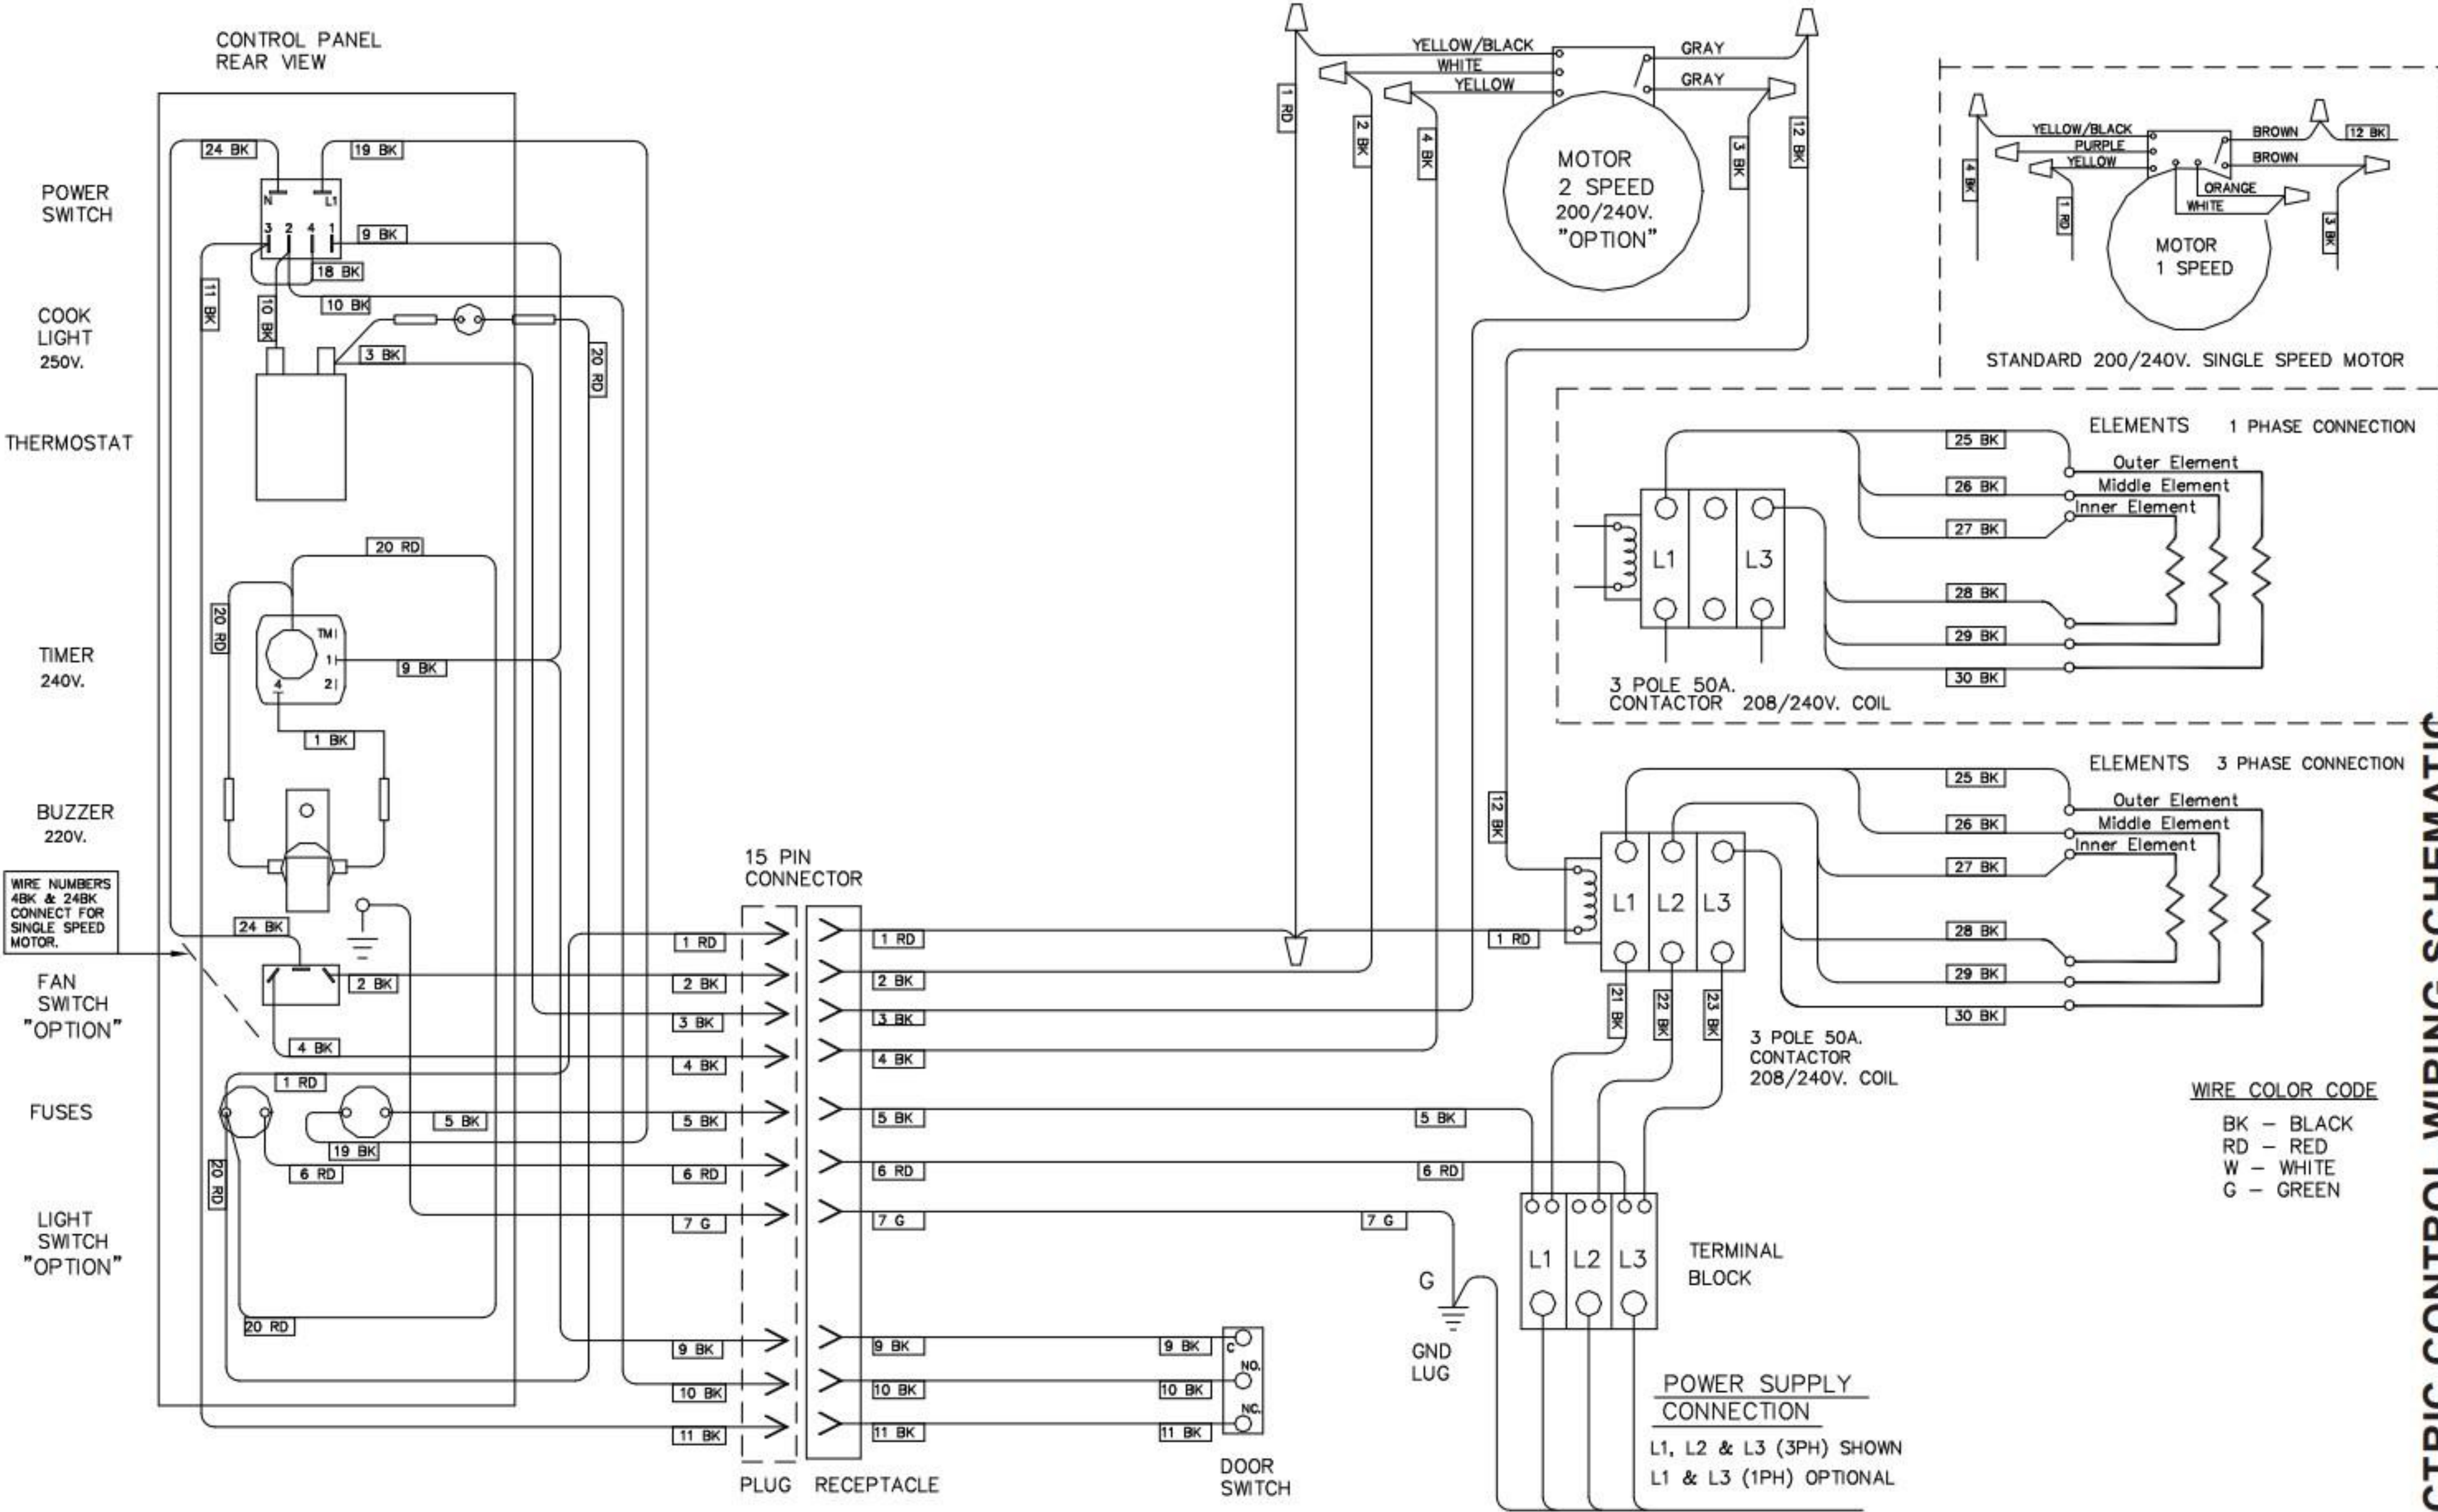 CONTROL PANEL
REAR VIEW
24 BK
19 BK
POWER
SWITCH
N
L1
3 2 4 1
9 BK
18 BK
11 BK
10 BK
10 BK
COOK
LIGHT
250V.
3 BK
20 RD
THERMOSTAT
20 RD
20 RD
TIMER
240V.
TM
1
2
4
9 BK
1 BK
BUZZER
220V.
WIRE NUMBERS
4BK & 24BK
CONNECT FOR
SINGLE SPEED
MOTOR.
24 BK
FAN
SWITCH
"OPTION"
2 BK
4 BK
1 RD
FUSES
5 BK
19 BK
6 RD
20 RD
LIGHT
SWITCH
"OPTION"
20 RD
15 PIN
CONNECTOR
1 RD
2 BK
3 BK
4 BK
5 BK
6 RD
7 G
9 BK
10 BK
11 BK
1 RD
2 BK
3 BK
4 BK
5 BK
6 RD
7 G
9 BK
10 BK
11 BK
PLUG
RECEPTACLE
9 BK
10 BK
11 BK
C
NO.
NC.
DOOR
SWITCH
YELLOW/BLACK
WHITE
YELLOW
GRAY
GRAY
1 RD
2 BK
4 BK
3 BK
12 BK
MOTOR
2 SPEED
200/240V.
"OPTION"
YELLOW/BLACK
PURPLE
YELLOW
BROWN
12 BK
BROWN
ORANGE
WHITE
4 BK
1 RD
3 BK
MOTOR
1 SPEED
STANDARD 200/240V. SINGLE SPEED MOTOR
ELEMENTS 1 PHASE CONNECTION
25 BK
Outer Element
26 BK
Middle Element
27 BK
Inner Element
28 BK
29 BK
30 BK
L1
L3
3 POLE 50A.
CONTACTOR 208/240V. COIL
ELEMENTS 3 PHASE CONNECTION
25 BK
Outer Element
26 BK
Middle Element
27 BK
Inner Element
28 BK
29 BK
30 BK
12 BK
1 RD
L1 L2 L3
21 BK
22 BK
23 BK
3 POLE 50A.
CONTACTOR
208/240V. COIL
5 BK
6 RD
7 G
G
GND
LUG
L1 L2 L3
TERMINAL
BLOCK
POWER SUPPLY
CONNECTION
L1, L2 & L3 (3PH) SHOWN
L1 & L3 (1PH) OPTIONAL
WIRE COLOR CODE
BK – BLACK
RD – RED
W – WHITE
G – GREEN
CTRIC CONTROL WIRING SCHEMATIC